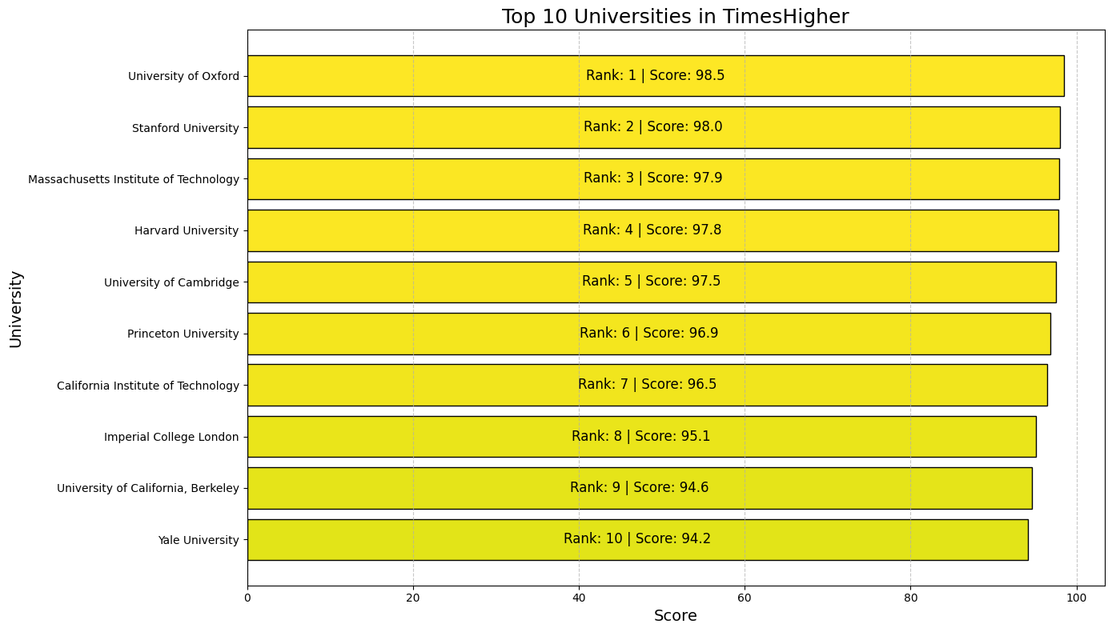 Top 10 Universities in TimesHigher
University of Oxford
Rank: 1 | Score: 98.5
Stanford University
Rank: 2 | Score: 98.0
Massachusetts Institute of Technology
Rank: 3 | Score: 97.9
Harvard University
Rank: 4 | Score: 97.8
University of Cambridge
Rank: 5 | Score: 97.5
Princeton University
Rank: 6 | Score: 96.9
California Institute of Technology
Rank: 7 | Score: 96.5
Imperial College London
Rank: 8 | Score: 95.1
University of California, Berkeley
Rank: 9 | Score: 94.6
Yale University
Rank: 10 | Score: 94.2
University
0 20 40 60 80 100
Score